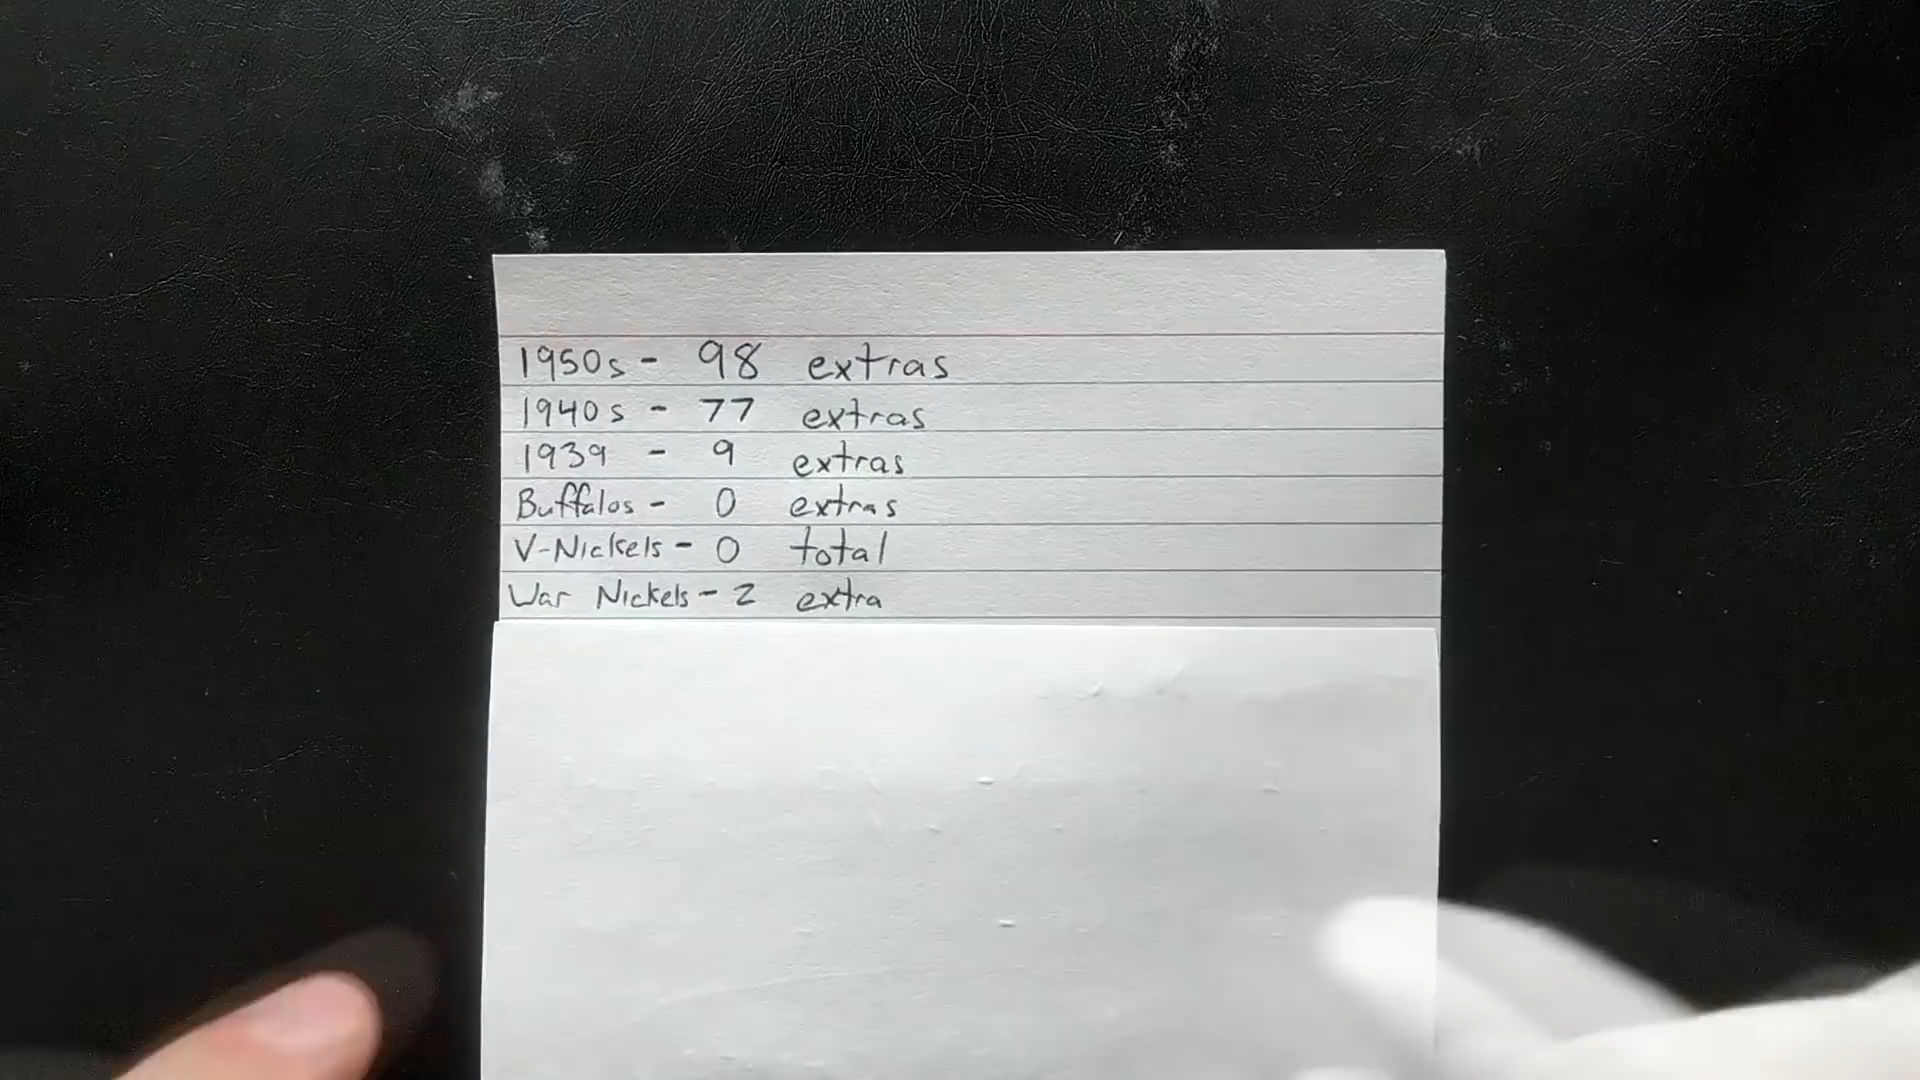 1950s - 98 extras
1940s - 77 extras
1939 - 9 extras
Buffalos - 0 extras
V-Nickels - 0 total
War Nickels - 2 extra